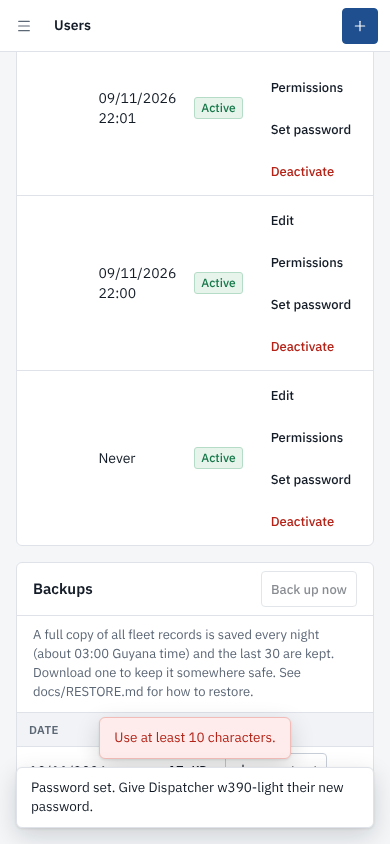 Users
09/11/2026
22:01
Active
Permissions
Set password
Deactivate
09/11/2026
22:00
Active
Edit
Permissions
Set password
Deactivate
Never
Active
Edit
Permissions
Set password
Deactivate
Backups
Back up now
A full copy of all fleet records is saved every night
(about 03:00 Guyana time) and the last 30 are kept.
Download one to keep it somewhere safe. See
docs/RESTORE.md for how to restore.
DATE
Use at least 10 characters.
Password set. Give Dispatcher w390-light their new
password.